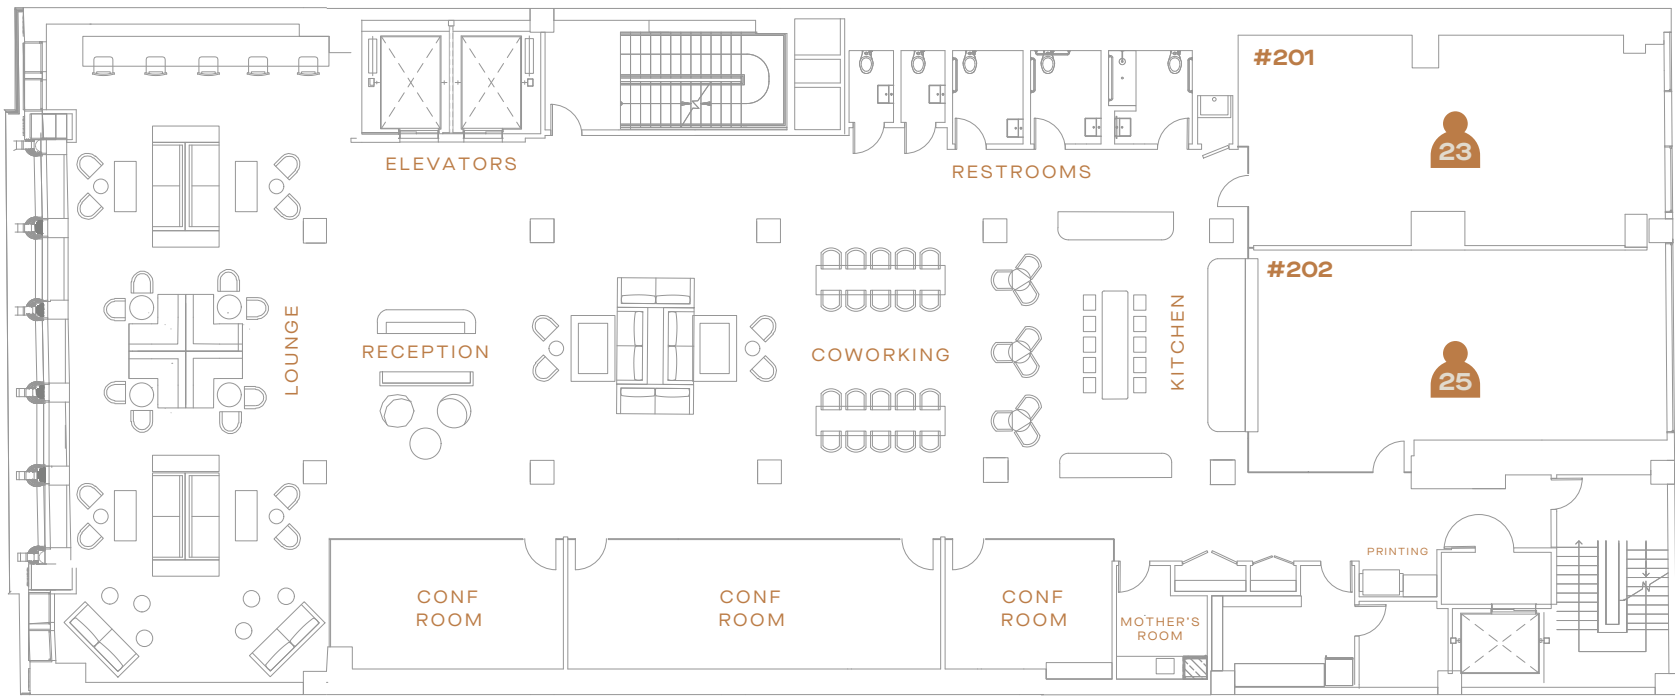 #201
23
ELEVATORS
RESTROOMS
#202
LOUNGE
RECEPTION
COWORKING
KITCHEN
25
PRINTING
CONF
ROOM
CONF
ROOM
CONF
ROOM
MOTHER'S
ROOM